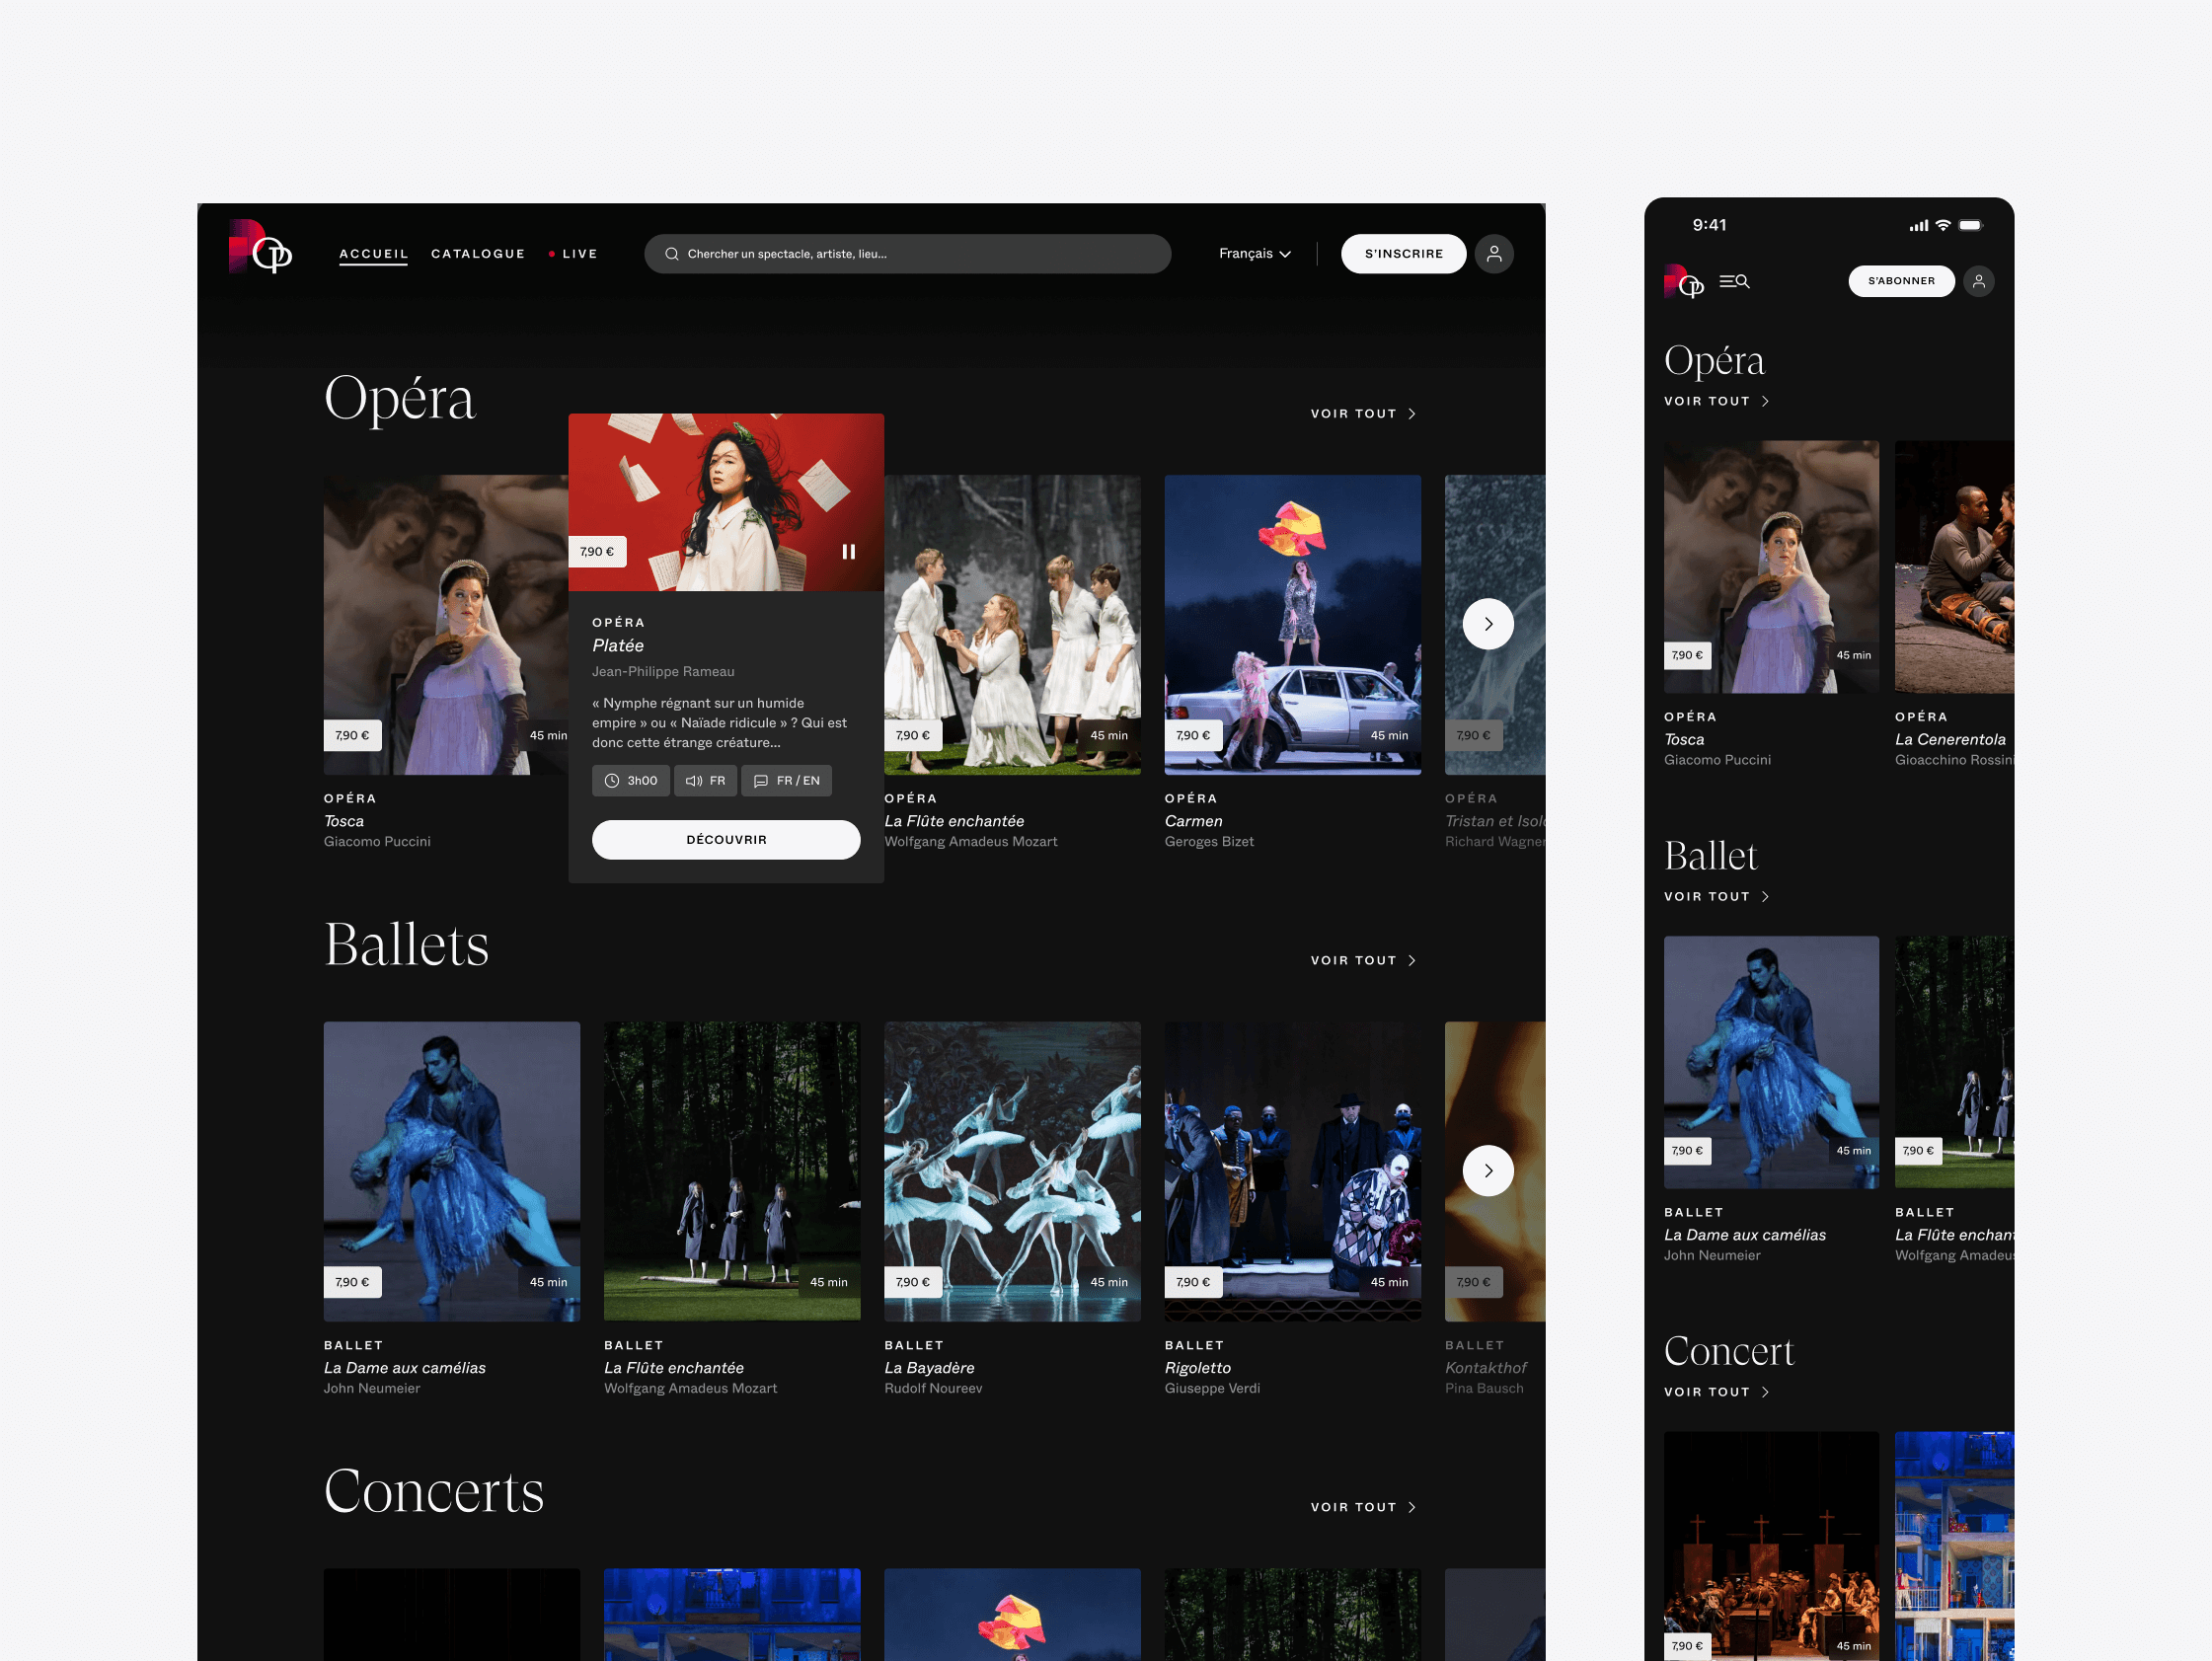 ACCUEIL CATALOGUE LIVE Chercher un spectacle, artiste, lieu... Français S'INSCRIRE
Opéra
VOIR TOUT
7,90 €
45 min
OPÉRA
Tosca
Giacomo Puccini
7,90 €
OPÉRA
Platée
Jean-Philippe Rameau
« Nymphe régnant sur un humide
empire » ou « Naïade ridicule » ? Qui est
donc cette étrange créature...
3h00 FR FR / EN
DÉCOUVRIR
7,90 €
45 min
OPÉRA
La Flûte enchantée
Wolfgang Amadeus Mozart
7,90 €
45 min
OPÉRA
Carmen
Geroges Bizet
7,90 €
OPÉRA
Tristan et Isol
Richard Wagner
Ballets
VOIR TOUT
7,90 €
45 min
BALLET
La Dame aux camélias
John Neumeier
45 min
BALLET
La Flûte enchantée
Wolfgang Amadeus Mozart
7,90 €
45 min
BALLET
La Bayadère
Rudolf Noureev
7,90 €
45 min
BALLET
Rigoletto
Giuseppe Verdi
7,90 €
BALLET
Kontakthof
Pina Bausch
Concerts
VOIR TOUT
9:41
S'ABONNER
Opéra
VOIR TOUT
7,90 €
45 min
OPÉRA
Tosca
Giacomo Puccini
OPÉRA
La Cenerentola
Gioacchino Rossini
Ballet
VOIR TOUT
7,90 €
45 min
BALLET
La Dame aux camélias
John Neumeier
7,90 €
BALLET
La Flûte enchant
Wolfgang Amadeus
Concert
VOIR TOUT
7,90 €
45 min